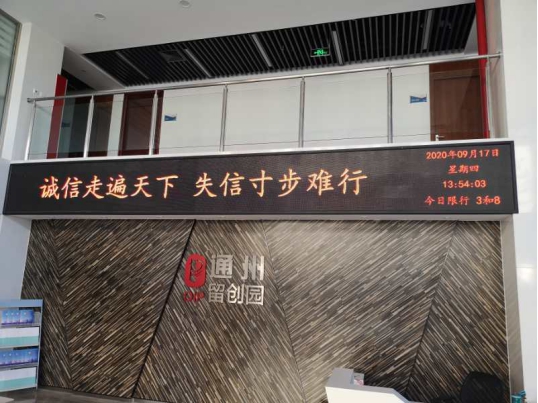 诚信走遍天下 失信寸步难行
2020年09月17日
星期四
13:54:03
今日限行 3和8
通州
留创园